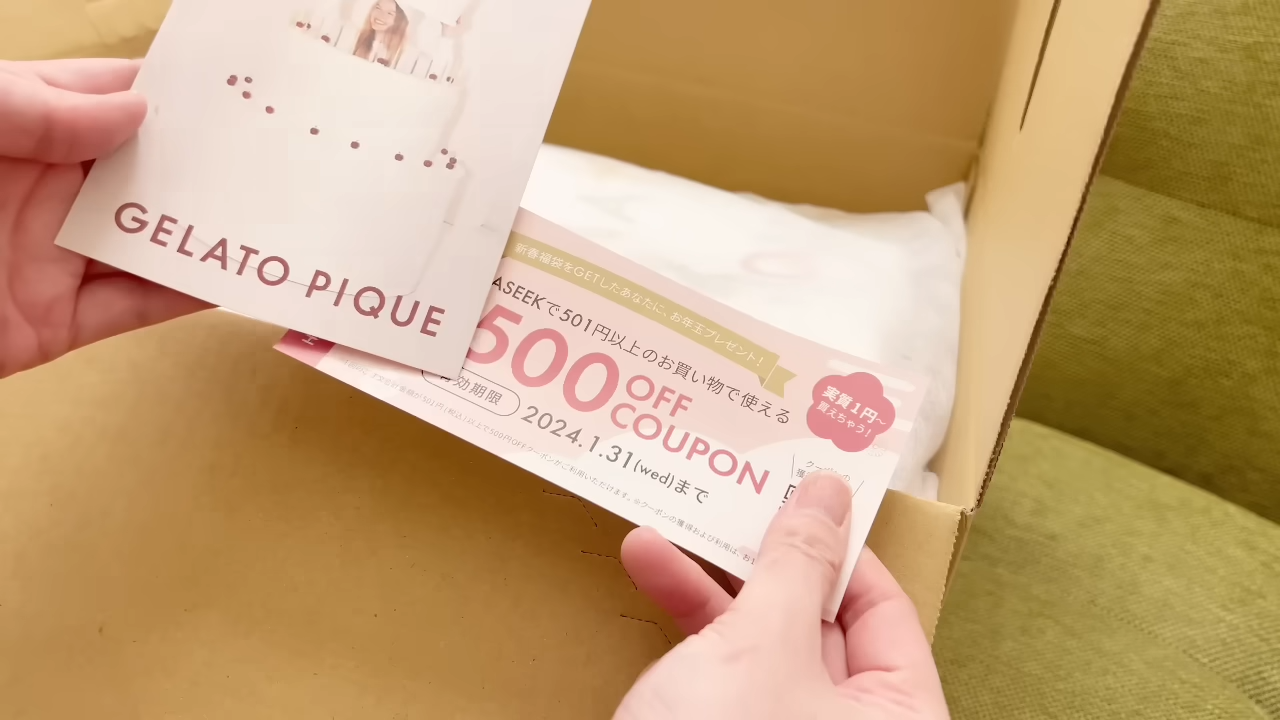 GELATO PIQUE
新春福袋をGETしたあなたに、お年玉プレゼント!
ASEEKで501円以上のお買い物で使える
500 OFF
COUPON
実質1円~
買えちゃう!
有効期限 2024.1.31(wed)まで